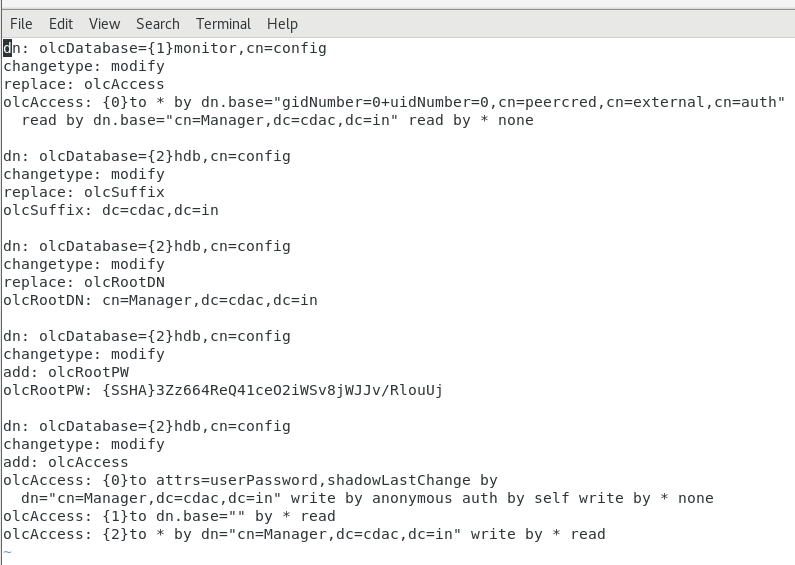 File Edit View Search Terminal Help
dn: olcDatabase={1}monitor,cn=config
changetype: modify
replace: olcAccess
olcAccess: {0}to * by dn.base="gidNumber=0+uidNumber=0,cn=peercred,cn=external,cn=auth"
  read by dn.base="cn=Manager,dc=cdac,dc=in" read by * none

dn: olcDatabase={2}hdb,cn=config
changetype: modify
replace: olcSuffix
olcSuffix: dc=cdac,dc=in

dn: olcDatabase={2}hdb,cn=config
changetype: modify
replace: olcRootDN
olcRootDN: cn=Manager,dc=cdac,dc=in

dn: olcDatabase={2}hdb,cn=config
changetype: modify
add: olcRootPW
olcRootPW: {SSHA}3Zz664ReQ41ceO2iWSv8jWJJv/RlouUj

dn: olcDatabase={2}hdb,cn=config
changetype: modify
add: olcAccess
olcAccess: {0}to attrs=userPassword,shadowLastChange by
  dn="cn=Manager,dc=cdac,dc=in" write by anonymous auth by self write by * none
olcAccess: {1}to dn.base="" by * read
olcAccess: {2}to * by dn="cn=Manager,dc=cdac,dc=in" write by * read
~